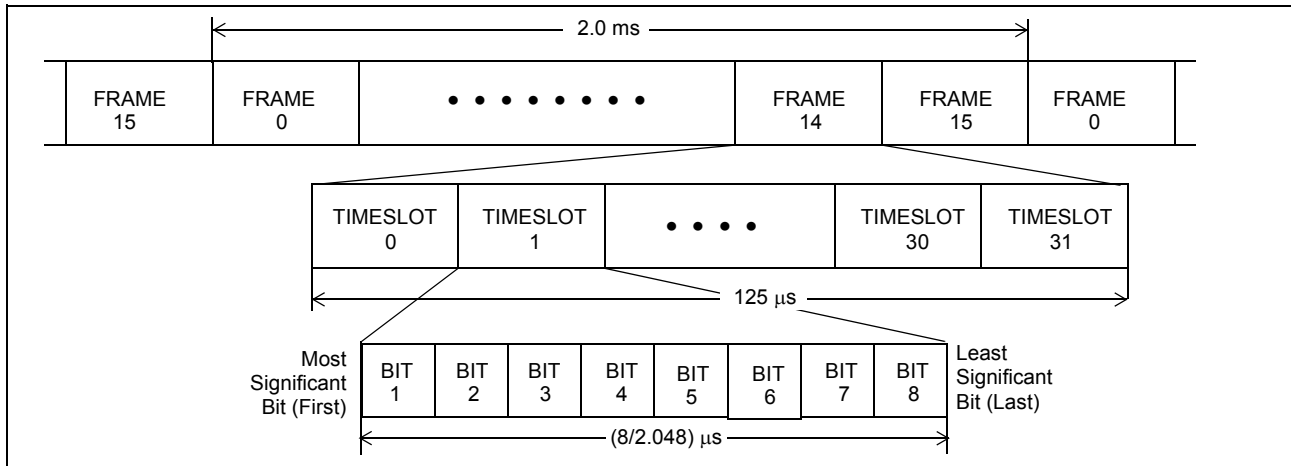 2.0 ms
FRAME
15
FRAME
0
FRAME
14
FRAME
15
FRAME
0
TIMESLOT
0
TIMESLOT
1
TIMESLOT
30
TIMESLOT
31
125 μs
Most
Significant
Bit (First)
BIT
1
BIT
2
BIT
3
BIT
4
BIT
5
BIT
6
BIT
7
BIT
8
Least
Significant
Bit (Last)
(8/2.048) μs